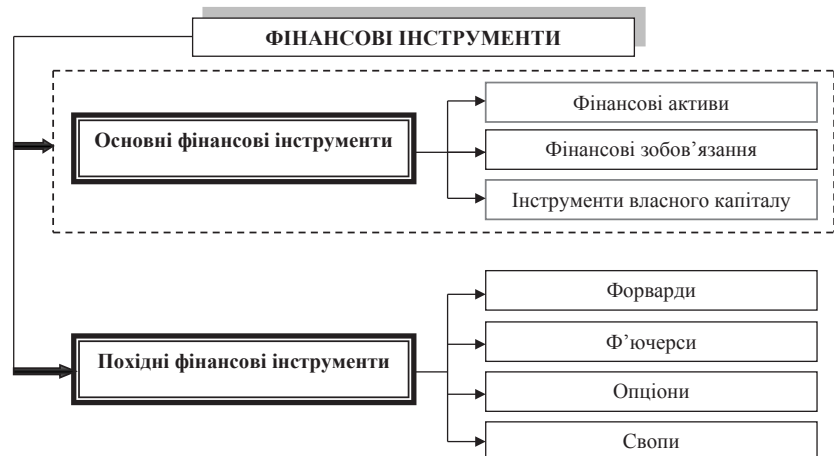 ФІНАНСОВІ ІНСТРУМЕНТИ
Основні фінансові інструменти
Фінансові активи
Фінансові зобов’язання
Інструменти власного капіталу
Похідні фінансові інструменти
Форварди
Ф’ючерси
Опціони
Свопи